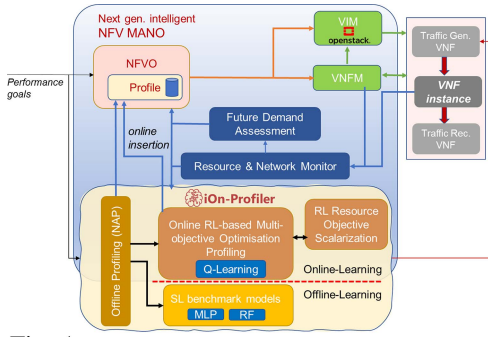 Next gen. intelligent
NFV MANO
VIM
openstack.
Traffic Gen.
VNF
NFVO
Profile
VNFM
VNF
instance
Performance
goals
online
insertion
Future Demand
Assessment
Traffic Rec.
VNF
Resource & Network Monitor
iOn-Profiler
Offline Profiling (NAP)
Online RL-based Multi-
objective Optimisation
Profiling
Q-Learning
RL Resource
Objective
Scalarization
Online-Learning
Offline-Learning
SL benchmark models
MLP
RF